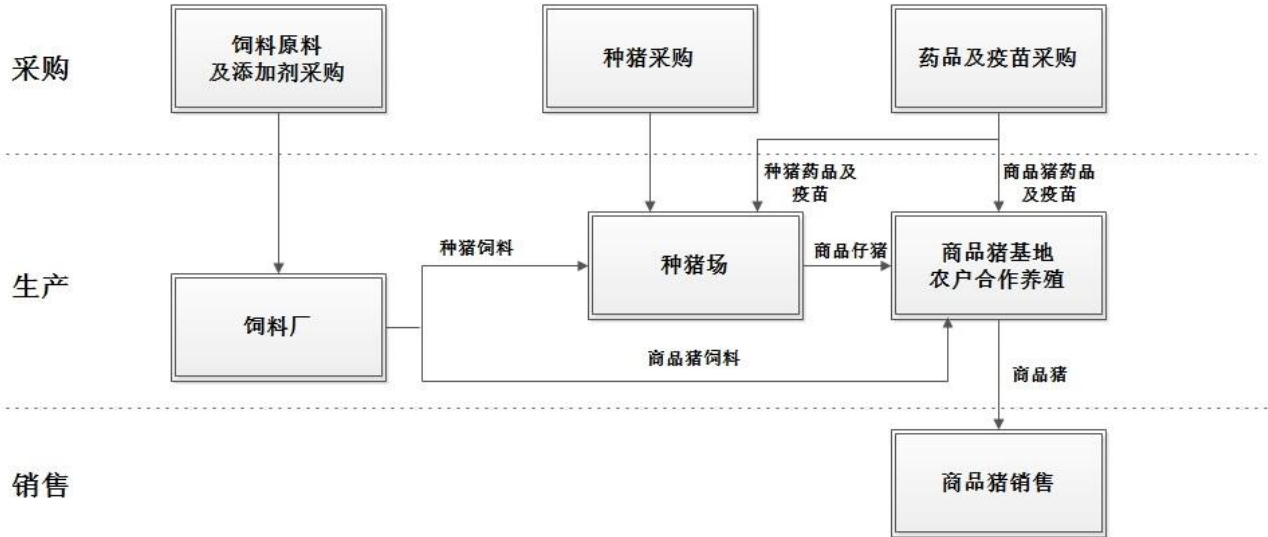 采购
饲料原料
及添加剂采购
种猪采购
药品及疫苗采购
种猪药品及
疫苗
商品猪药品
及疫苗
生产
种猪饲料
种猪场
商品仔猪
商品猪基地
农户合作养殖
饲料厂
商品猪饲料
商品猪
销售
商品猪销售